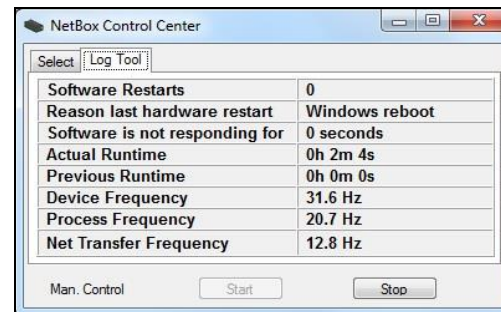 NetBox Control Center
Select Log Tool
Software Restarts 0
Reason last hardware restart Windows reboot
Software is not responding for 0 seconds
Actual Runtime 0h 2m 4s
Previous Runtime 0h 0m 0s
Device Frequency 31.6 Hz
Process Frequency 20.7 Hz
Net Transfer Frequency 12.8 Hz
Man. Control Start Stop